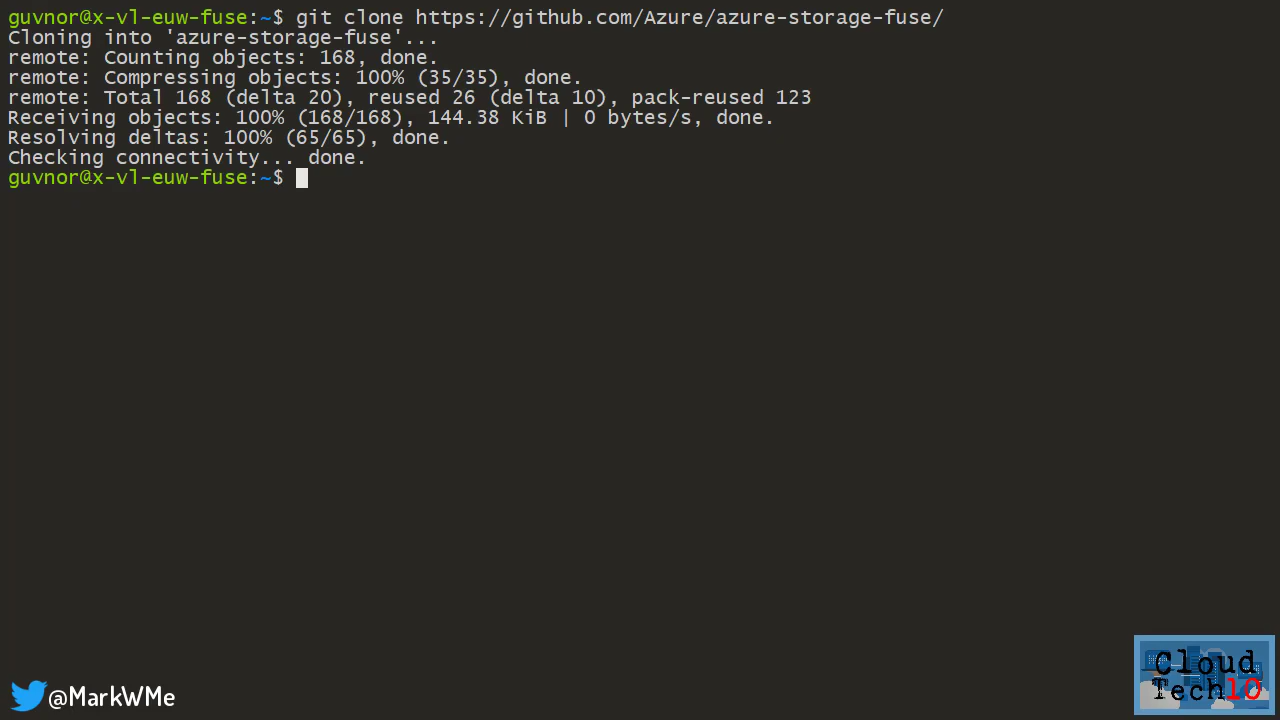 guvnor@x-vl-euw-fuse:~$ git clone https://github.com/Azure/azure-storage-fuse/
Cloning into 'azure-storage-fuse'...
remote: Counting objects: 168, done.
remote: Compressing objects: 100% (35/35), done.
remote: Total 168 (delta 20), reused 26 (delta 10), pack-reused 123
Receiving objects: 100% (168/168), 144.38 KiB | 0 bytes/s, done.
Resolving deltas: 100% (65/65), done.
Checking connectivity... done.
guvnor@x-vl-euw-fuse:~$
@MarkWMe
Cloud
Tech10